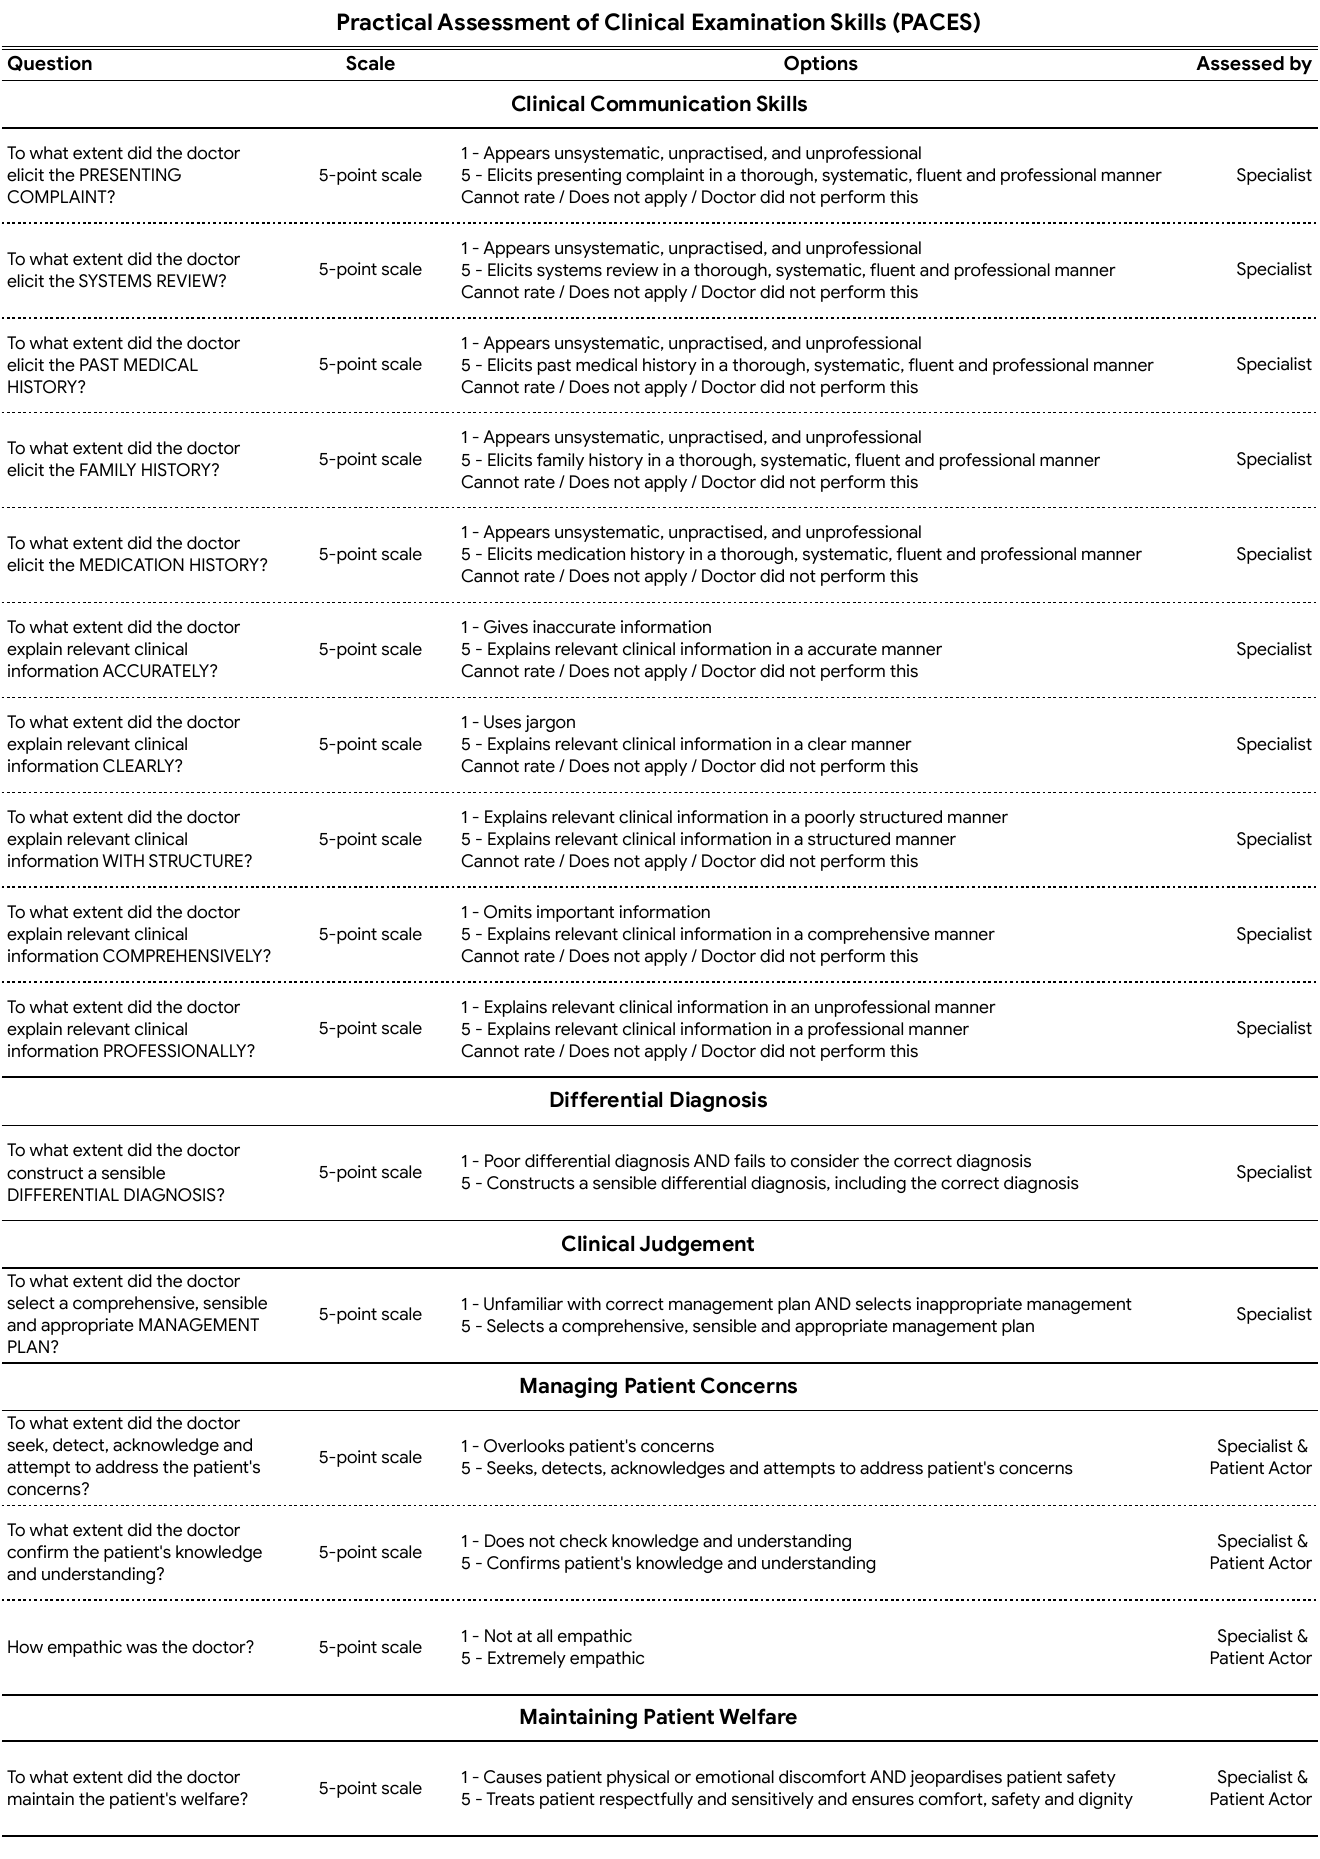 Practical Assessment of Clinical Examination Skills (PACES)
Question Scale Options Assessed by
Clinical Communication Skills
To what extent did the doctor
elicit the PRESENTING
COMPLAINT?
5-point scale
1 - Appears unsystematic, unpractised, and unprofessional
5 - Elicits presenting complaint in a thorough, systematic, fluent and professional manner
Cannot rate / Does not apply / Doctor did not perform this
Specialist
To what extent did the doctor
elicit the SYSTEMS REVIEW?
5-point scale
1 - Appears unsystematic, unpractised, and unprofessional
5 - Elicits systems review in a thorough, systematic, fluent and professional manner
Cannot rate / Does not apply / Doctor did not perform this
Specialist
To what extent did the doctor
elicit the PAST MEDICAL
HISTORY?
5-point scale
1 - Appears unsystematic, unpractised, and unprofessional
5 - Elicits past medical history in a thorough, systematic, fluent and professional manner
Cannot rate / Does not apply / Doctor did not perform this
Specialist
To what extent did the doctor
elicit the FAMILY HISTORY?
5-point scale
1 - Appears unsystematic, unpractised, and unprofessional
5 - Elicits family history in a thorough, systematic, fluent and professional manner
Cannot rate / Does not apply / Doctor did not perform this
Specialist
To what extent did the doctor
elicit the MEDICATION HISTORY?
5-point scale
1 - Appears unsystematic, unpractised, and unprofessional
5 - Elicits medication history in a thorough, systematic, fluent and professional manner
Cannot rate / Does not apply / Doctor did not perform this
Specialist
To what extent did the doctor
explain relevant clinical
information ACCURATELY?
5-point scale
1 - Gives inaccurate information
5 - Explains relevant clinical information in a accurate manner
Cannot rate / Does not apply / Doctor did not perform this
Specialist
To what extent did the doctor
explain relevant clinical
information CLEARLY?
5-point scale
1 - Uses jargon
5 - Explains relevant clinical information in a clear manner
Cannot rate / Does not apply / Doctor did not perform this
Specialist
To what extent did the doctor
explain relevant clinical
information WITH STRUCTURE?
5-point scale
1 - Explains relevant clinical information in a poorly structured manner
5 - Explains relevant clinical information in a structured manner
Cannot rate / Does not apply / Doctor did not perform this
Specialist
To what extent did the doctor
explain relevant clinical
information COMPREHENSIVELY?
5-point scale
1 - Omits important information
5 - Explains relevant clinical information in a comprehensive manner
Cannot rate / Does not apply / Doctor did not perform this
Specialist
To what extent did the doctor
explain relevant clinical
information PROFESSIONALLY?
5-point scale
1 - Explains relevant clinical information in an unprofessional manner
5 - Explains relevant clinical information in a professional manner
Cannot rate / Does not apply / Doctor did not perform this
Specialist
Differential Diagnosis
To what extent did the doctor
construct a sensible
DIFFERENTIAL DIAGNOSIS?
5-point scale
1 - Poor differential diagnosis AND fails to consider the correct diagnosis
5 - Constructs a sensible differential diagnosis, including the correct diagnosis
Specialist
Clinical Judgement
To what extent did the doctor
select a comprehensive, sensible
and appropriate MANAGEMENT
PLAN?
5-point scale
1 - Unfamiliar with correct management plan AND selects inappropriate management
5 - Selects a comprehensive, sensible and appropriate management plan
Specialist
Managing Patient Concerns
To what extent did the doctor
seek, detect, acknowledge and
attempt to address the patient's
concerns?
5-point scale
1 - Overlooks patient's concerns
5 - Seeks, detects, acknowledges and attempts to address patient's concerns
Specialist &
Patient Actor
To what extent did the doctor
confirm the patient's knowledge
and understanding?
5-point scale
1 - Does not check knowledge and understanding
5 - Confirms patient's knowledge and understanding
Specialist &
Patient Actor
How empathic was the doctor?
5-point scale
1 - Not at all empathic
5 - Extremely empathic
Specialist &
Patient Actor
Maintaining Patient Welfare
To what extent did the doctor
maintain the patient's welfare?
5-point scale
1 - Causes patient physical or emotional discomfort AND jeopardises patient safety
5 - Treats patient respectfully and sensitively and ensures comfort, safety and dignity
Specialist &
Patient Actor